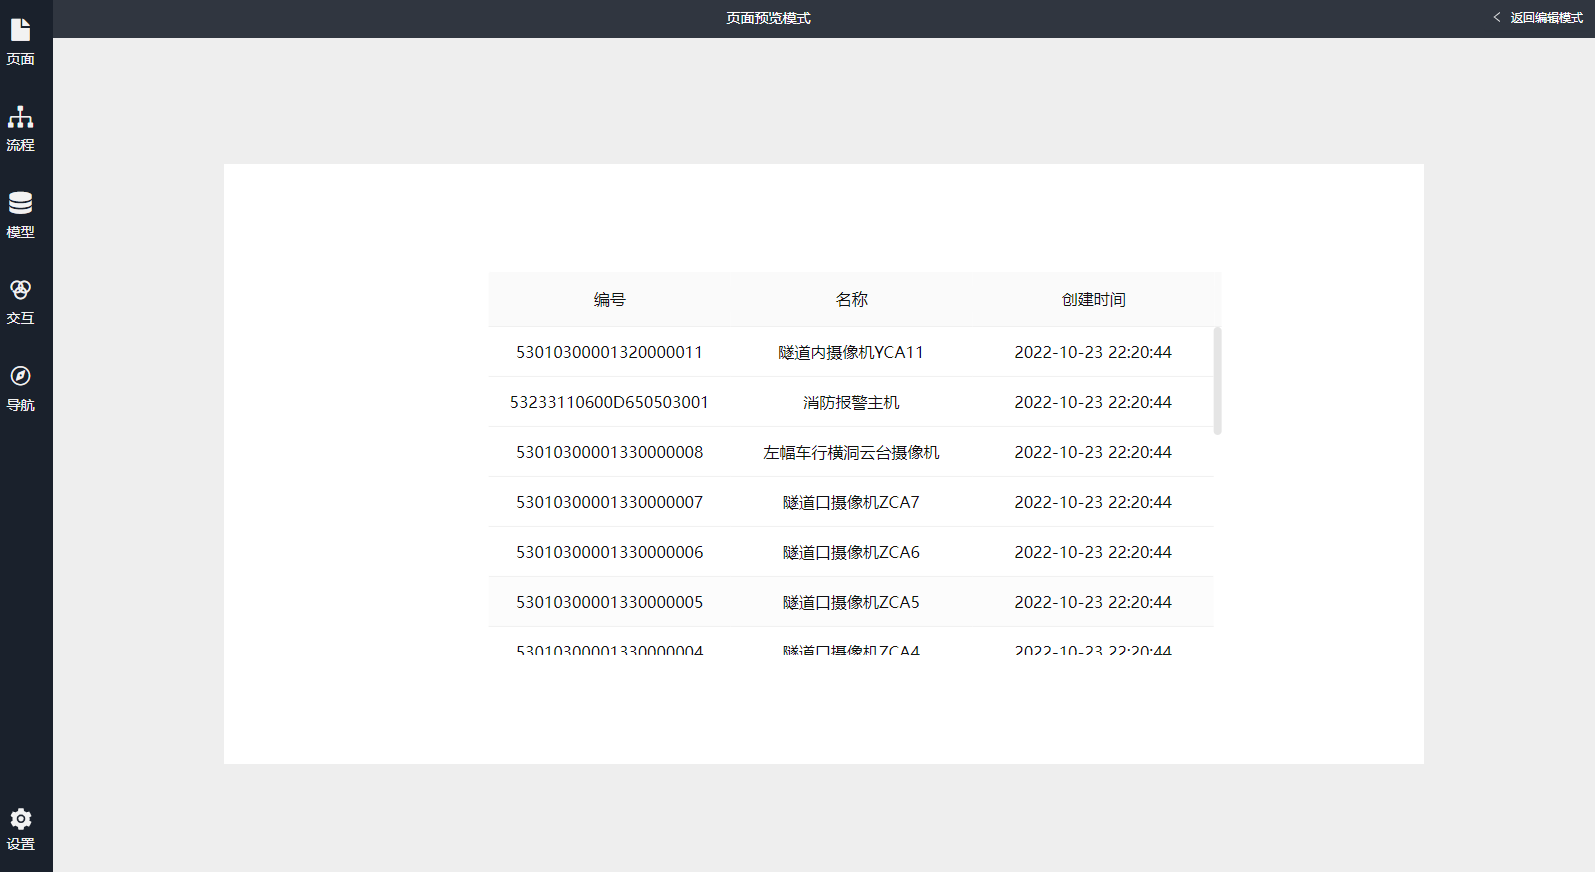 页面预览模式
返回编辑模式
页面
流程
模型
交互
导航
设置
编号 名称 创建时间
53010300001320000011 隧道内摄像机YCA11 2022-10-23 22:20:44
53233110600D650503001 消防报警主机 2022-10-23 22:20:44
53010300001330000008 左幅车行横洞云台摄像机 2022-10-23 22:20:44
53010300001330000007 隧道口摄像机ZCA7 2022-10-23 22:20:44
53010300001330000006 隧道口摄像机ZCA6 2022-10-23 22:20:44
53010300001330000005 隧道口摄像机ZCA5 2022-10-23 22:20:44
53010300001330000004 隧道口摄像机ZCA4 2022-10-23 22:20:44